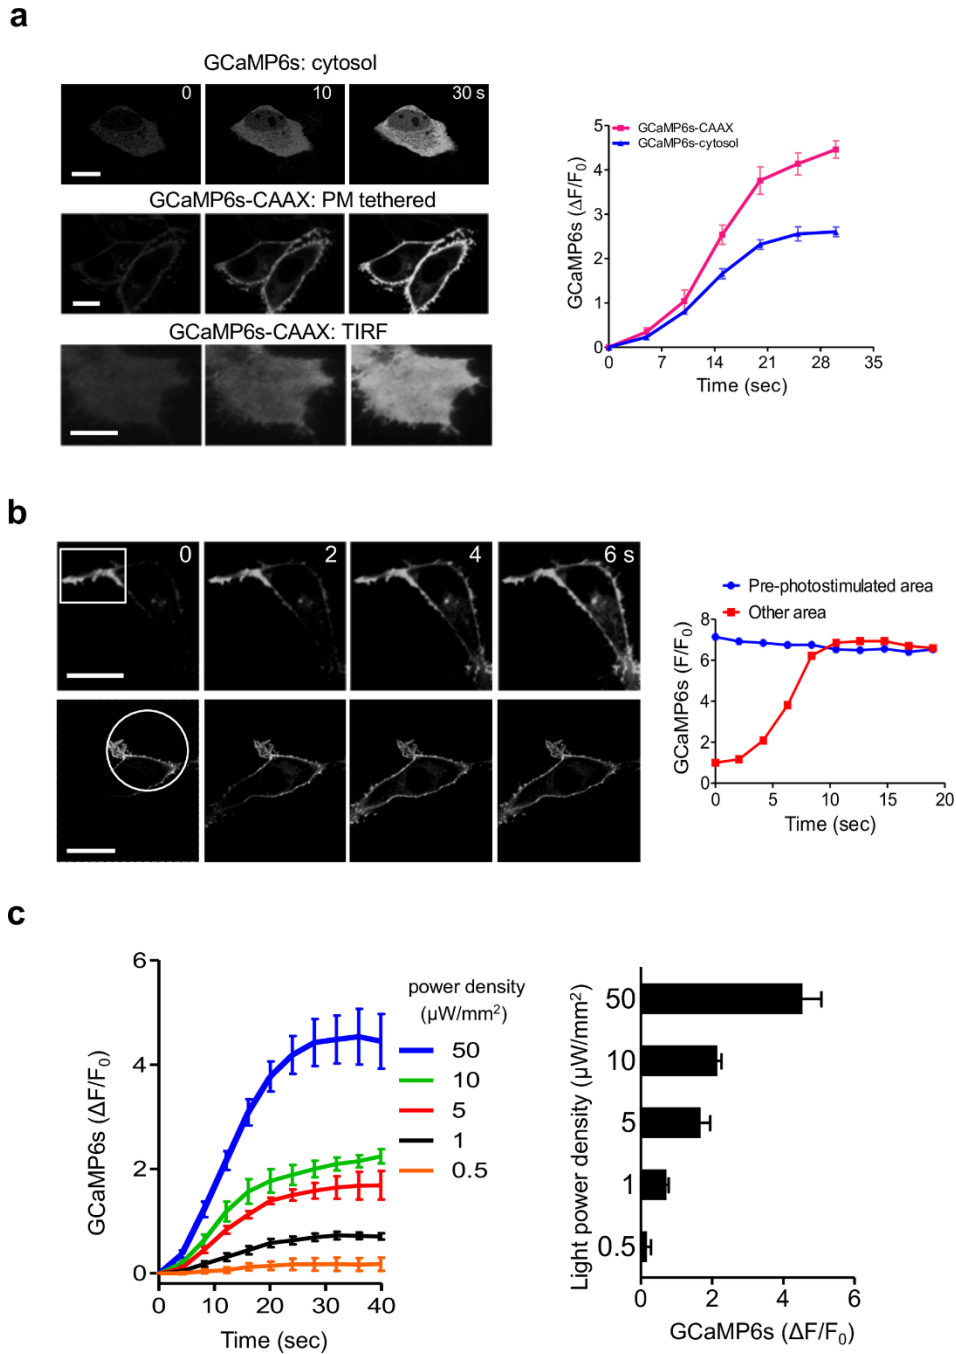 a
GCaMP6s: cytosol
0
10
30 s
GCaMP6s-CAAX: PM tethered
GCaMP6s-CAAX: TIRF
GCaMP6s-CAAX
GCaMP6s-cytosol
GCaMP6s (ΔF/F0)
5
4
3
2
1
0
0 7 14 21 28 35
Time (sec)
b
0
2
4
6 s
Pre-photostimulated area
Other area
GCaMP6s (F/F0)
8
6
4
2
0
0 5 10 15 20
Time (sec)
c
GCaMP6s (ΔF/F0)
6
4
2
0
0 10 20 30 40
Time (sec)
power density
(µW/mm2)
50
10
5
1
0.5
Light power density (µW/mm2)
50
10
5
1
0.5
0 2 4 6
GCaMP6s (ΔF/F0)